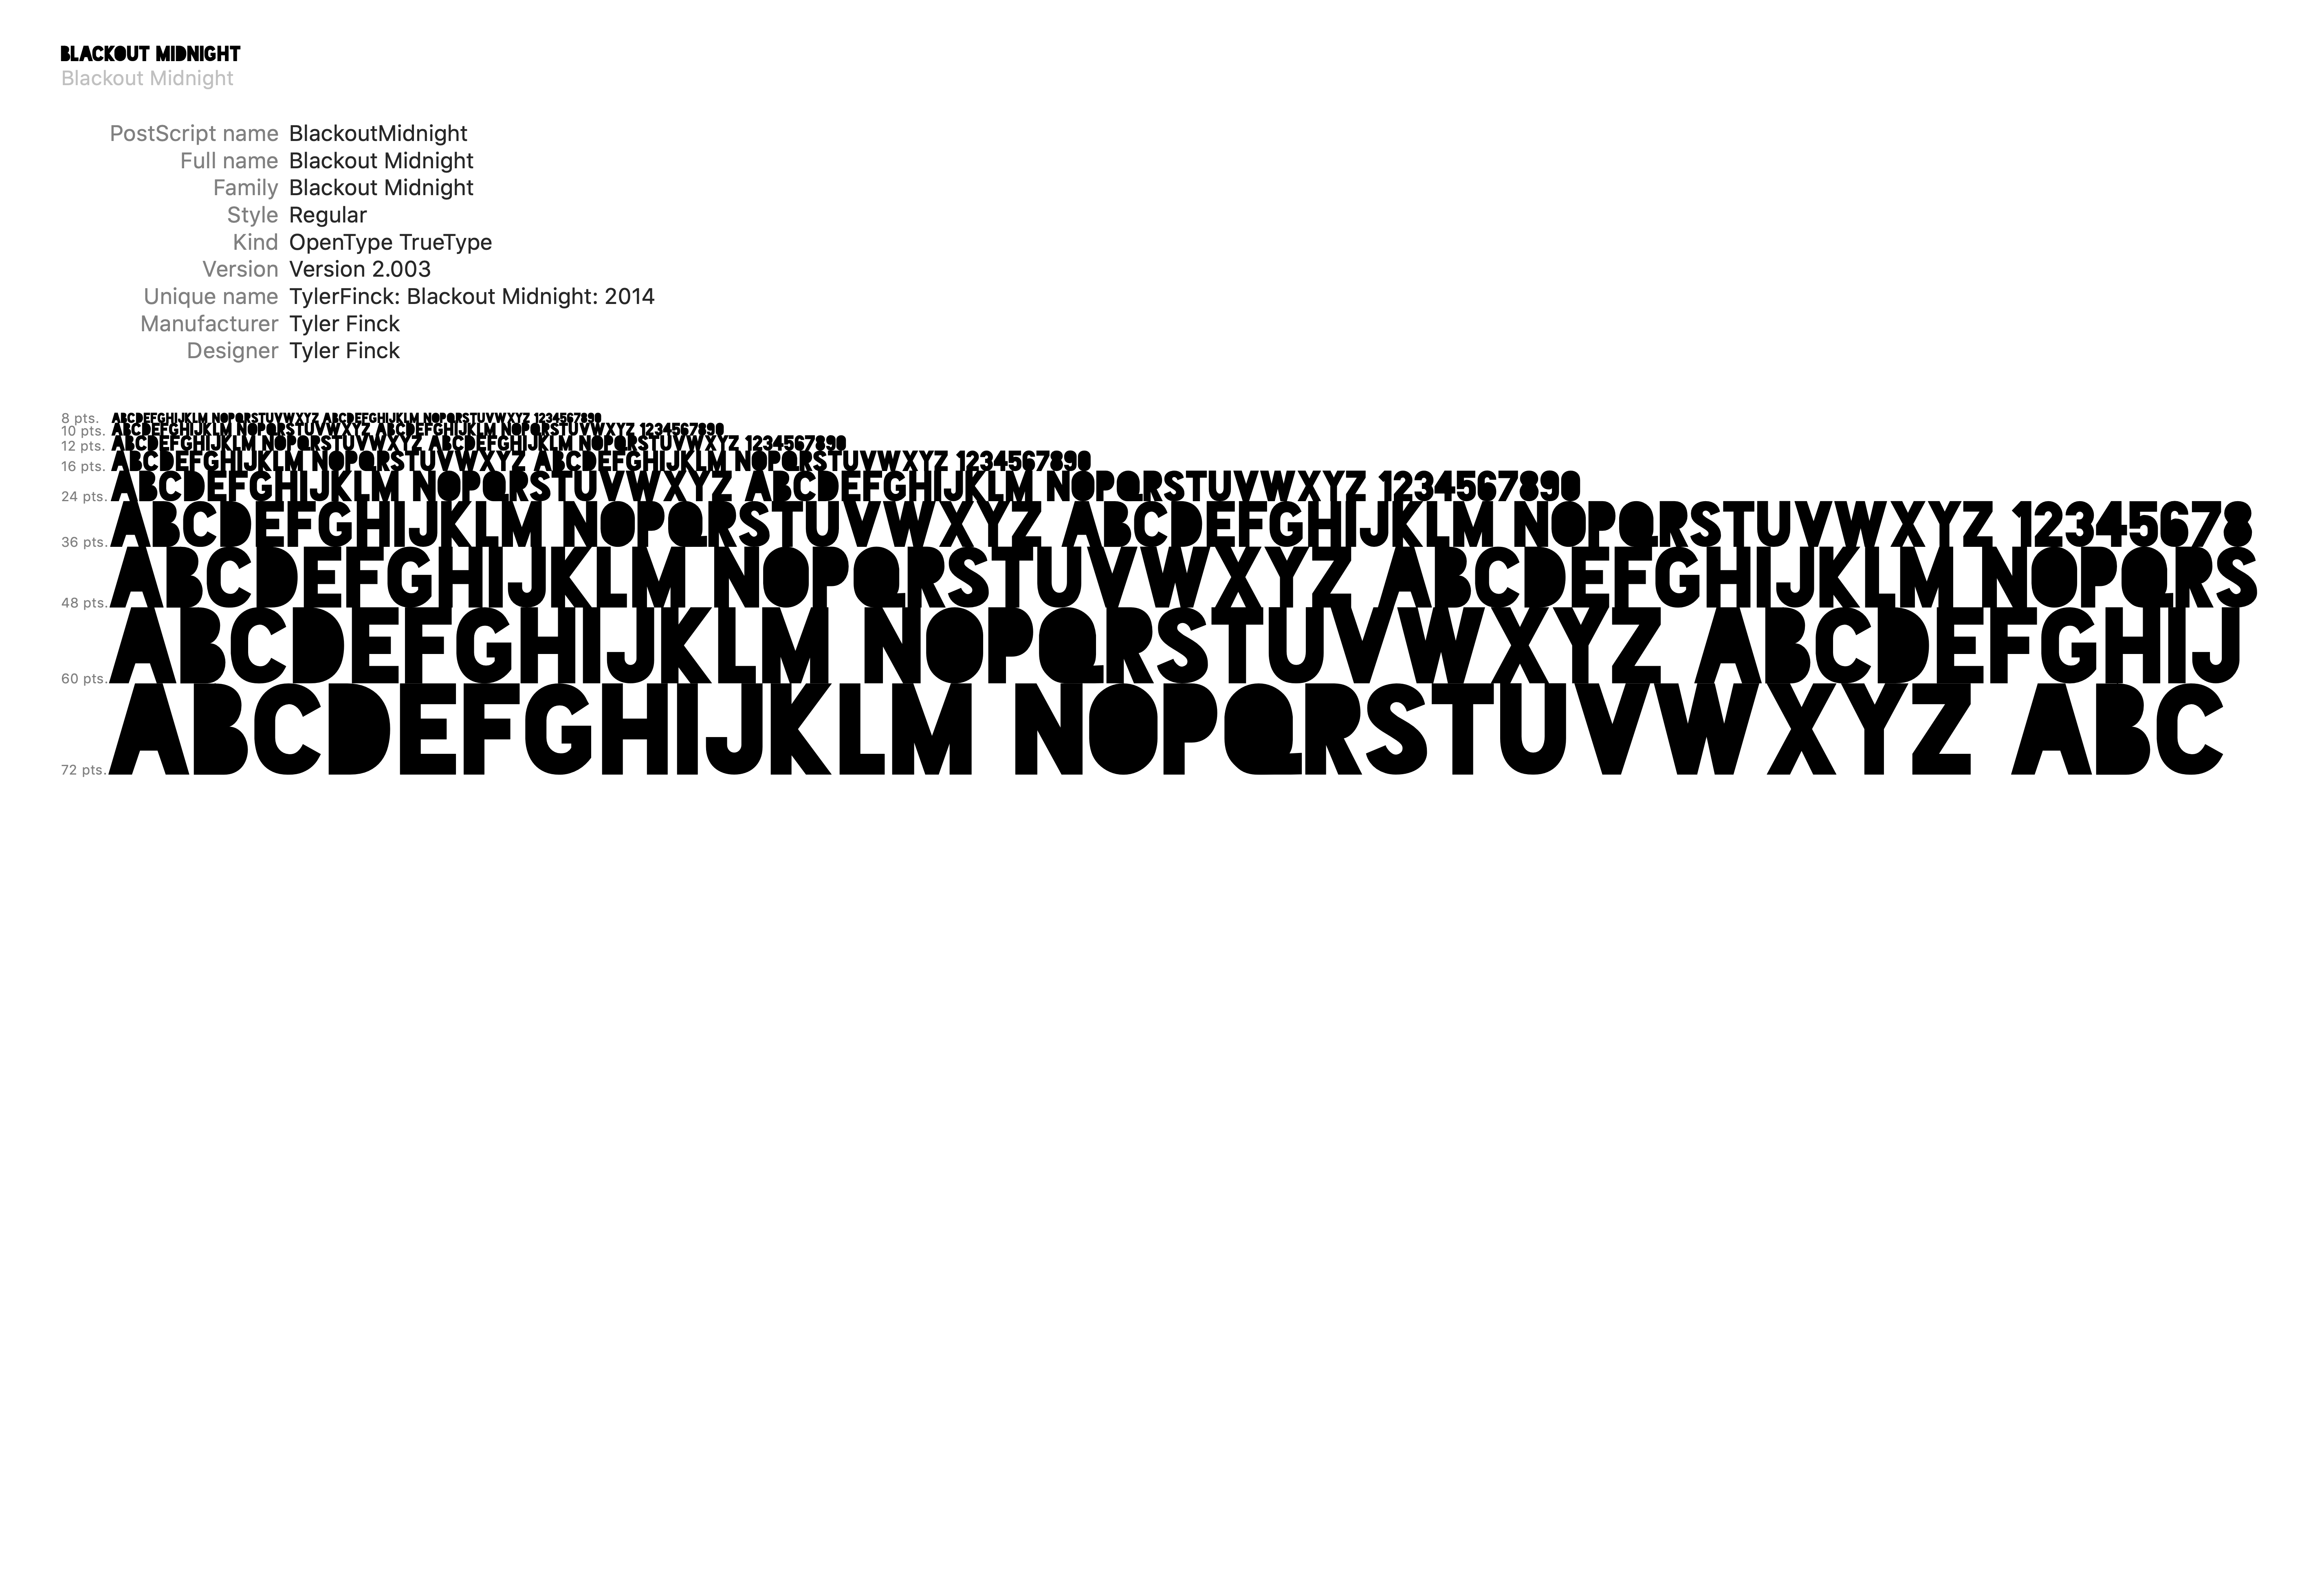 BLACKOUT MIDNIGHT
Blackout Midnight
PostScript name BlackoutMidnight
Full name Blackout Midnight
Family Blackout Midnight
Style Regular
Kind OpenType TrueType
Version Version 2.003
Unique name TylerFinck: Blackout Midnight: 2014
Manufacturer Tyler Finck
Designer Tyler Finck
8 pts. ABCDEFGHIJKLM NOPQRSTUVWXYZ ABCDEFGHIJKLM NOPQRSTUVWXYZ 1234567890
10 pts. ABCDEFGHIJKLM NOPQRSTUVWXYZ ABCDEFGHIJKLM NOPQRSTUVWXYZ 1234567890
12 pts. ABCDEFGHIJKLM NOPQRSTUVWXYZ ABCDEFGHIJKLM NOPQRSTUVWXYZ 1234567890
16 pts. ABCDEFGHIJKLM NOPQRSTUVWXYZ ABCDEFGHIJKLM NOPQRSTUVWXYZ 1234567890
24 pts. ABCDEFGHIJKLM NOPQRSTUVWXYZ ABCDEFGHIJKLM NOPQRSTUVWXYZ 1234567890
36 pts. ABCDEFGHIJKLM NOPQRSTUVWXYZ ABCDEFGHIJKLM NOPQRSTUVWXYZ 12345678
48 pts. ABCDEFGHIJKLM NOPQRSTUVWXYZ ABCDEFGHIJKLM NOPQRS
60 pts. ABCDEFGHIJKLM NOPQRSTUVWXYZ ABCDEFGHIJ
72 pts. ABCDEFGHIJKLM NOPQRSTUVWXYZ ABC